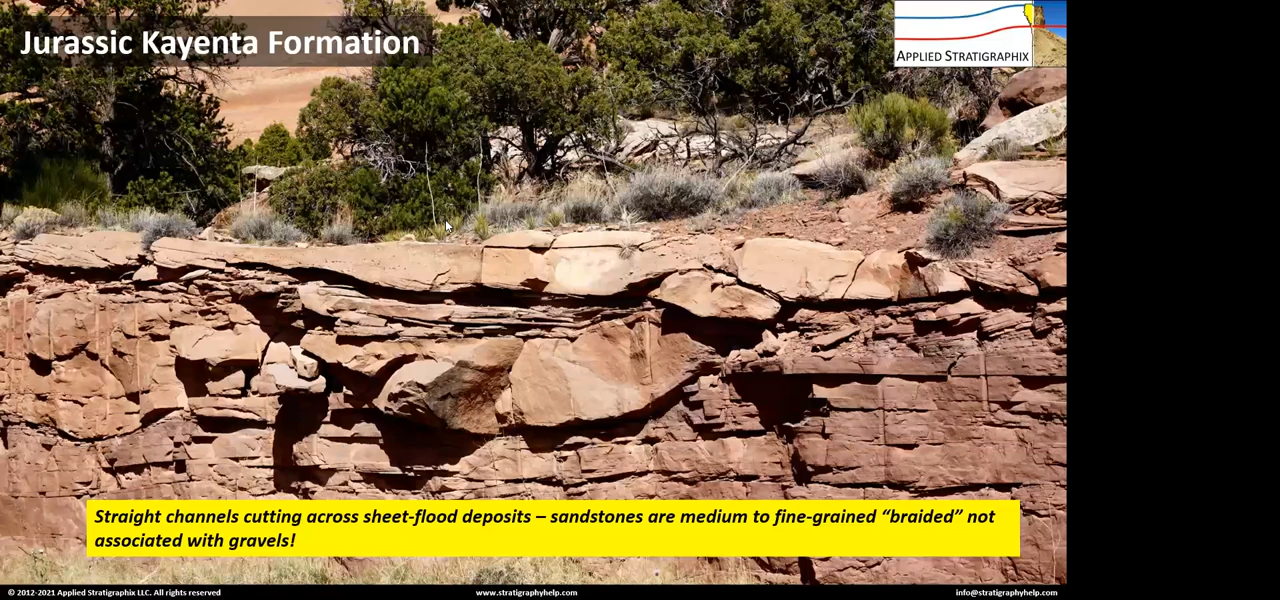 Jurassic Kayenta Formation
APPLIED STRATIGRAPHIX
Straight channels cutting across sheet-flood deposits – sandstones are medium to fine-grained “braided” not
associated with gravels!
© 2012-2021 Applied Stratigraphix LLC. All rights reserved
www.stratigraphyhelp.com
info@stratigraphyhelp.com